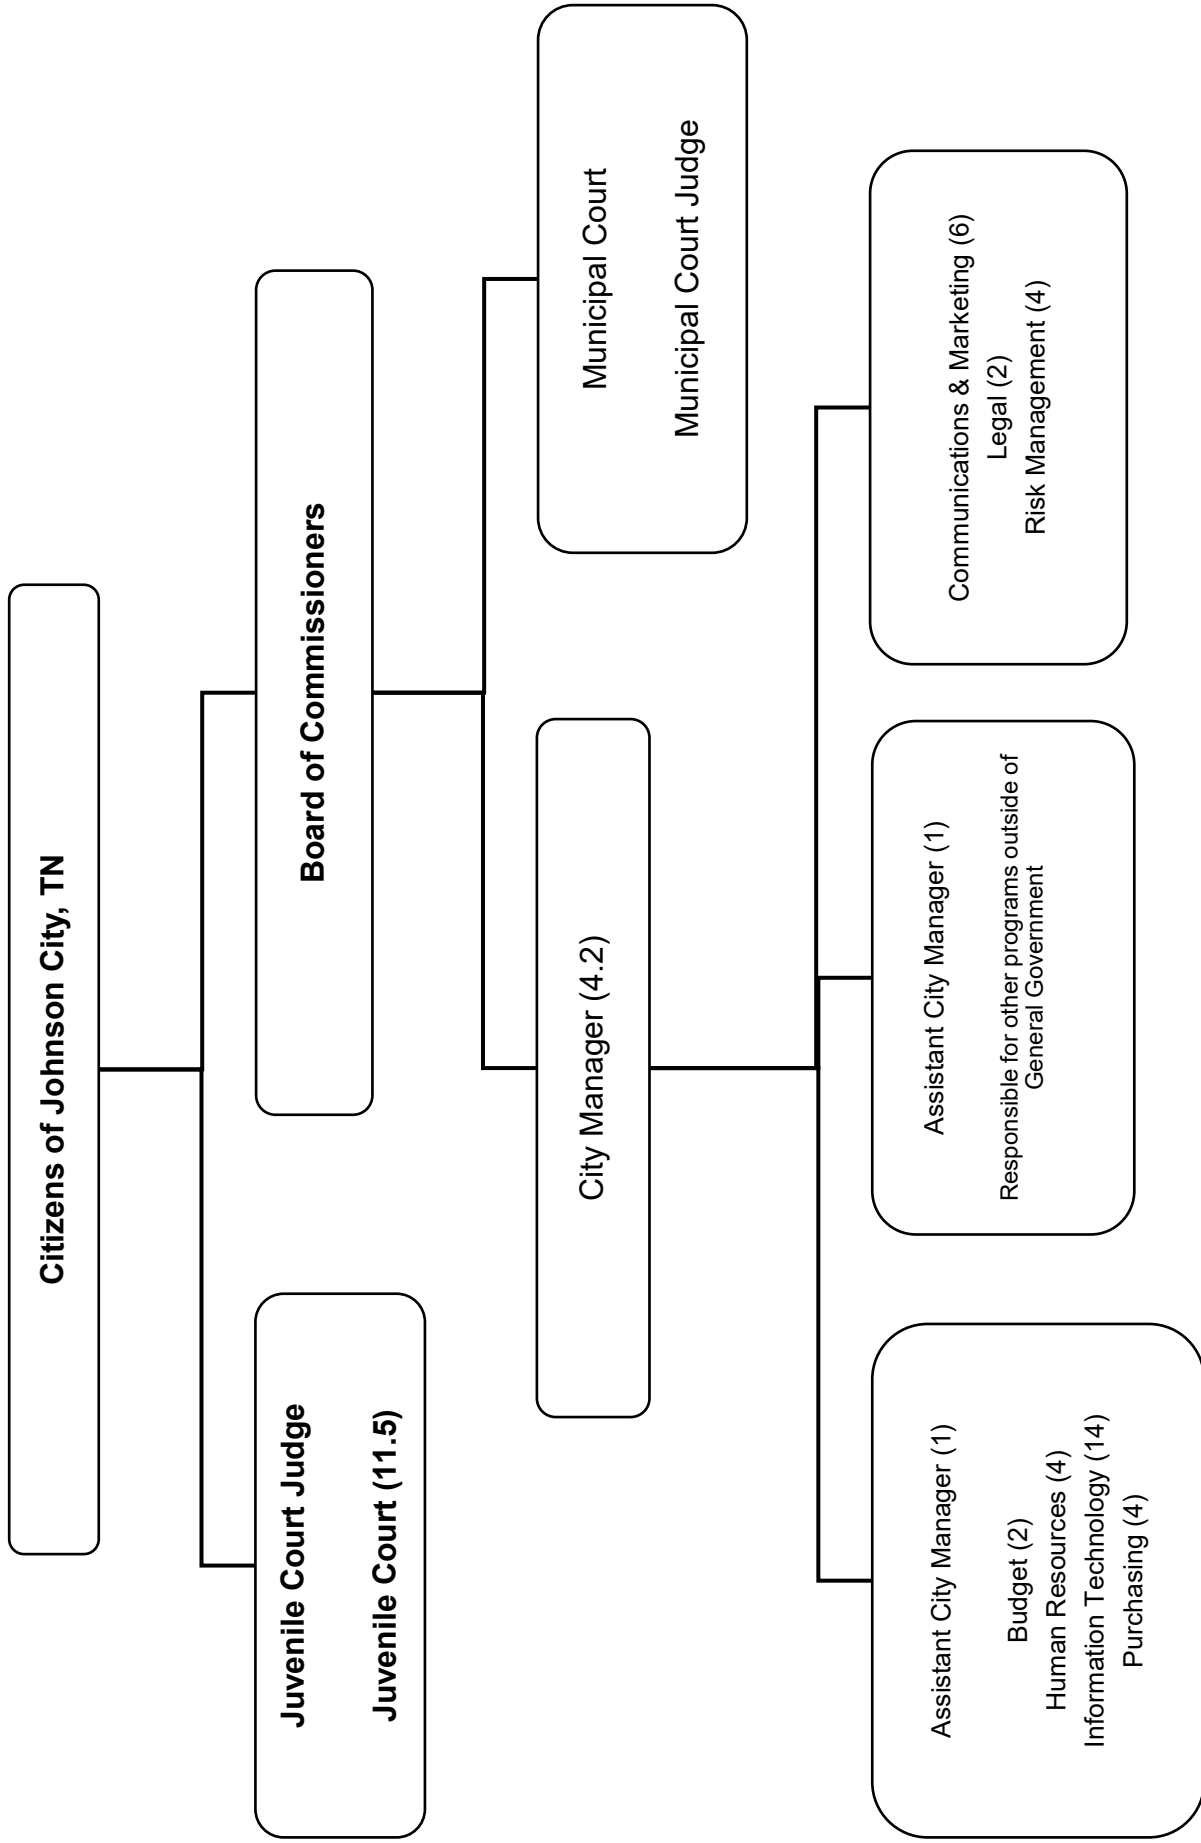 Citizens of Johnson City, TN
Juvenile Court Judge
Juvenile Court (11.5)
Board of Commissioners
City Manager (4.2)
Municipal Court
Municipal Court Judge
Assistant City Manager (1)
Budget (2)
Human Resources (4)
Information Technology (14)
Purchasing (4)
Assistant City Manager (1)
Responsible for other programs outside of
General Government
Communications & Marketing (6)
Legal (2)
Risk Management (4)